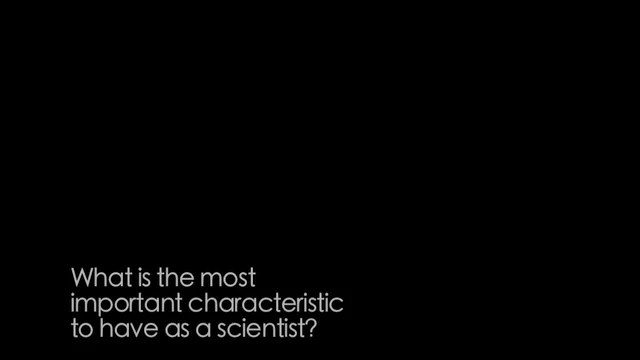 What is the most
important characteristic
to have as a scientist?